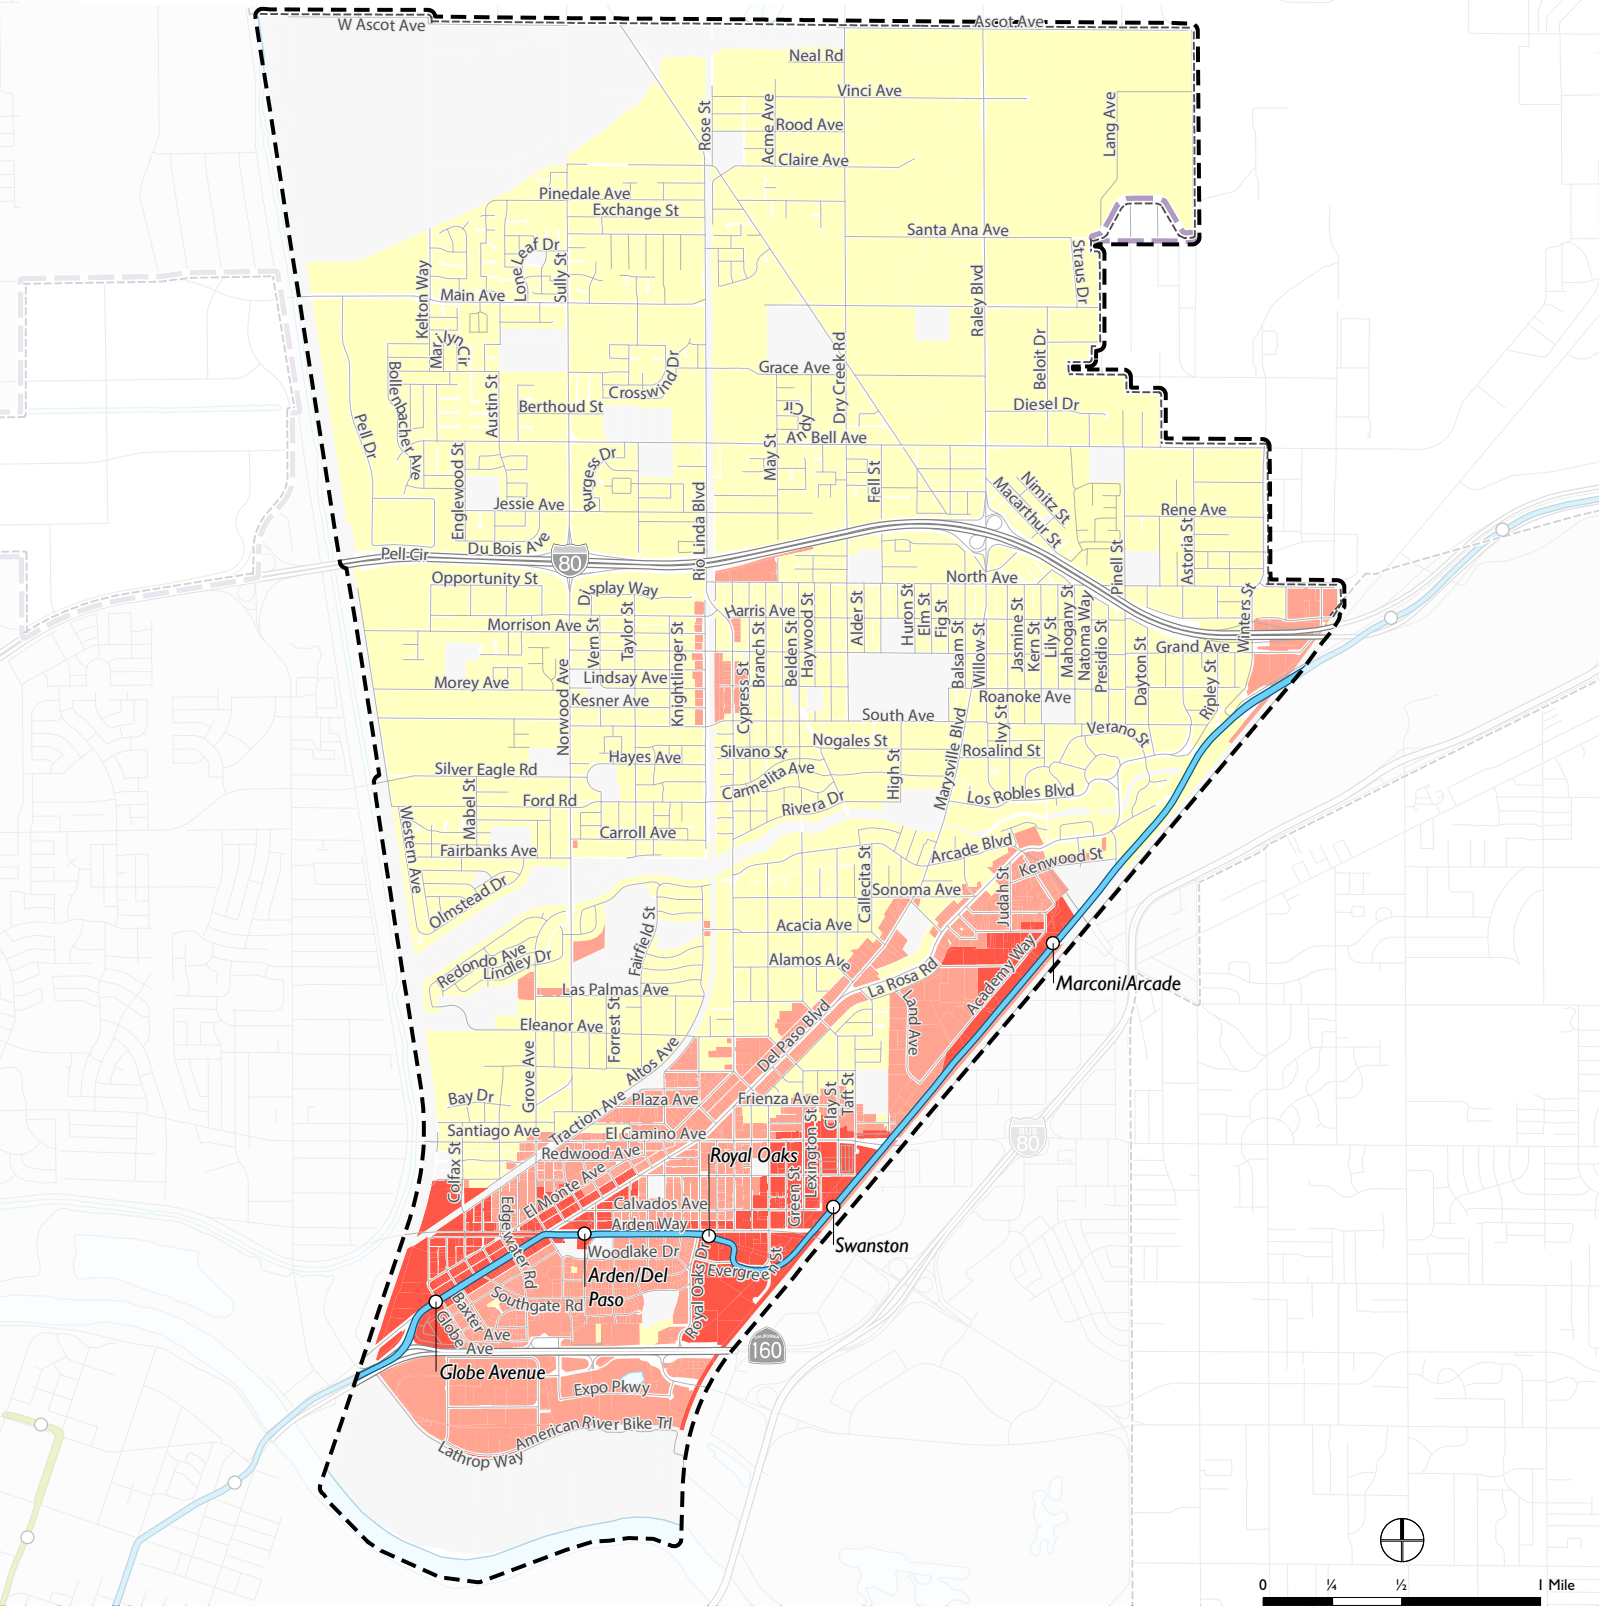 W Ascot Ave
Ascot Ave
Neal Rd
Vinci Ave
Rose St
Acme Ave
Rood Ave
Lang Ave
Claire Ave
Pinedale Ave
Exchange St
Santa Ana Ave
Lone Leaf Dr
Sully St
Straus Dr
Kelton Way
Main Ave
Raley Blvd
Marilyn Cir
Dry Creek Rd
Beloit Dr
Bollenbacher Ave
Grace Ave
Crosswind Dr
Austin St
Berthoud St
Diesel Dr
Pell Dr
Andy Cir
Bell Ave
May St
Englewood St
Burgess Dr
Fell St
Nimitz St
Macarthur St
Jessie Ave
Rio Linda Blvd
Rene Ave
Astoria St
Du Bois Ave
Pell Cir
80
Opportunity St
Display Way
North Ave
Pinell St
Winters St
Harris Ave
Morrison Ave
Vern St
Taylor St
Knightlinger St
Branch St
Belden St
Haywood St
Alder St
Huron St
Elm St
Fig St
Balsam St
Willow St
Jasmine St
Kern St
Lily St
Mahogany St
Natoma Way
Presidio St
Dayton St
Grand Ave
Ripley St
Morey Ave
Lindsay Ave
Kesner Ave
Norwood Ave
Cypress St
Roanoke Ave
South Ave
Ivy St
Verano St
Silvano St
Nogales St
Rosalind St
Hayes Ave
Silver Eagle Rd
Carmelita Ave
High St
Marysville Blvd
Los Robles Blvd
Mabel St
Ford Rd
Rivera Dr
Western Ave
Carroll Ave
Fairbanks Ave
Arcade Blvd
Kenwood St
Callecita St
Sonoma Ave
Judah St
Olmstead Dr
Acacia Ave
Fairfield St
Redondo Ave
Lindley Dr
Alamos Ave
La Rosa Rd
Academy Way
Marconi/Arcade
Las Palmas Ave
Land Ave
Eleanor Ave
Forrest St
Del Paso Blvd
Altos Ave
Grove Ave
Bay Dr
Traction Ave
Plaza Ave
Frienza Ave
Clay St
Taft St
Santiago Ave
El Camino Ave
BUS
80
Redwood Ave
Royal Oaks
Lexington St
Colfax St
El Monte Ave
Green St
Edgewater Rd
Calvados Ave
Arden Way
Swanston
Woodlake Dr
Royal Oaks Dr
Evergreen St
Arden/Del
Paso
Southgate Rd
Baxter Ave
Globe Ave
CALIFORNIA
160
Globe Avenue
Expo Pkwy
American River Bike Trl
Lathrop Way
0 ¼ ½ 1 Mile